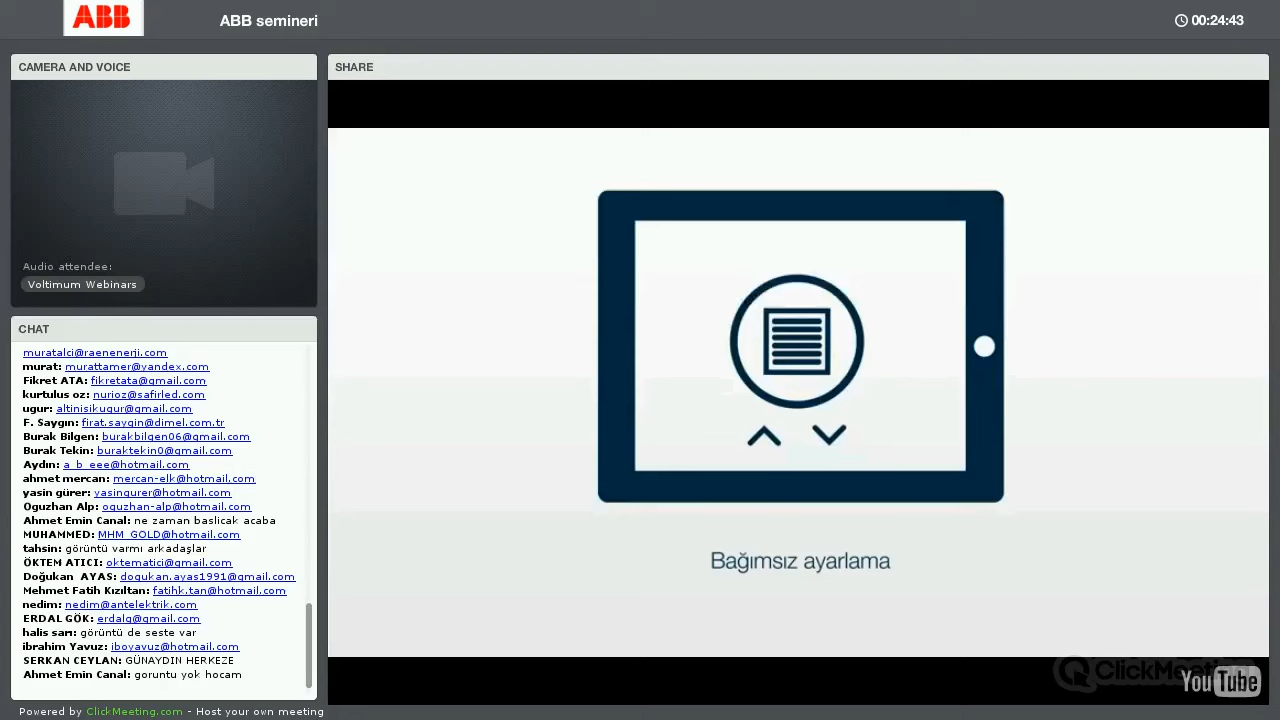 ABB
ABB semineri
00:24:43
CAMERA AND VOICE
SHARE
Audio attendee:
Voltimum Webinars
CHAT
muratalci@raenenerji.com
murat: murattamer@yandex.com
Fikret ATA: fikretata@gmail.com
kurtulus oz: nurioz@safirled.com
ugur: altinisikugur@gmail.com
F. Saygın: firat.saygin@dimel.com.tr
Burak Bilgen: burakbilgen06@gmail.com
Burak Tekin: buraktekin0@gmail.com
Aydın: a_b_eee@hotmail.com
ahmet mercan: mercan-elk@hotmail.com
yasin gürer: yasingurer@hotmail.com
Oguzhan Alp: oguzhan-alp@hotmail.com
Ahmet Emin Canal: ne zaman baslicak acaba
MUHAMMED: MHM_GOLD@hotmail.com
tahsin: görüntü varmı arkadaşlar
ÖKTEM ATICI: oktematici@gmail.com
Doğukan AYAS: dogukan.ayas1991@gmail.com
Mehmet Fatih Kızıltan: fatihk.tan@hotmail.com
nedim: nedim@antelektrik.com
ERDAL GÖK: erdalg@gmail.com
halis sarı: görüntü de seste var
ibrahim Yavuz: iboyavuz@hotmail.com
SERKAN CEYLAN: GÜNAYDIN HERKEZE
Ahmet Emin Canal: goruntu yok hocam
Bağımsız ayarlama
ClickMeeting
YouTube
Powered by ClickMeeting.com - Host your own meeting